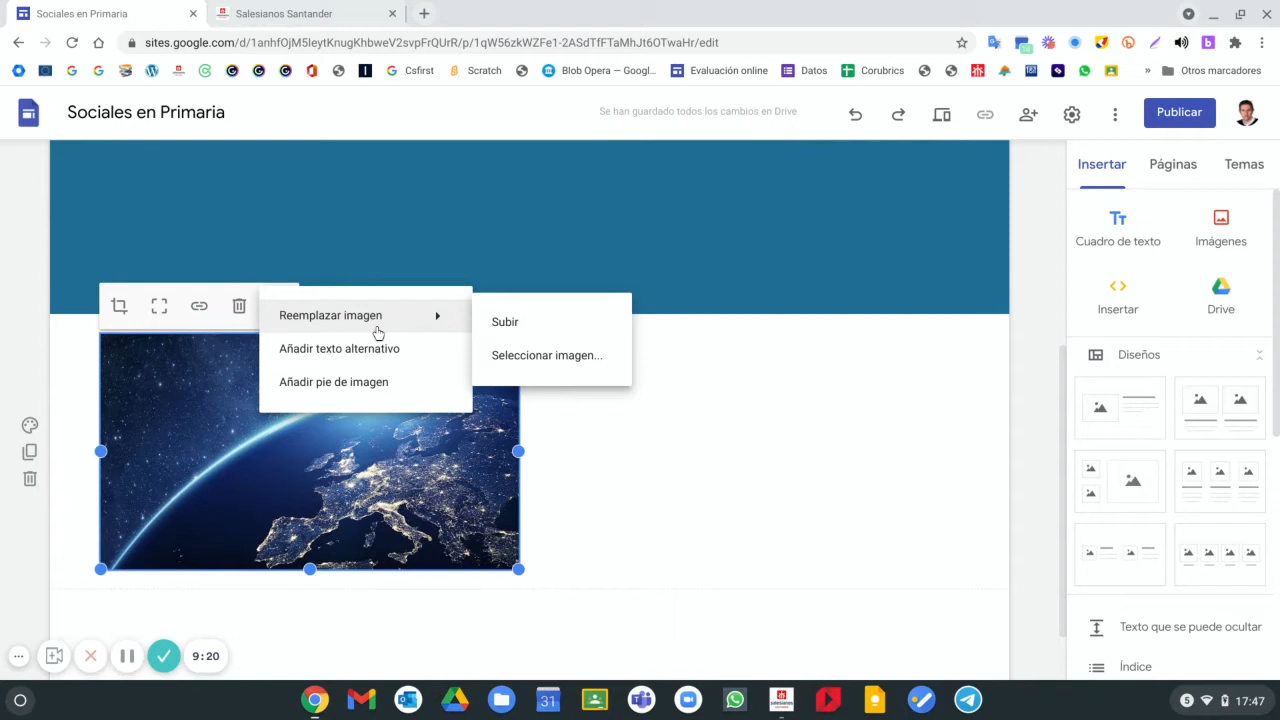 Sociales en Primaria
Salesianos Santander
sites.google.com/d/1anhfOjM5IeytKnugKhbweV2svpFrQUrR/p/1qW56zkWZFe1-2ASdTfFTaMhJt6OTwaHr/edit
Csfirst
Scratch
Blob Opera — Googl...
Evaluación online
Datos
Corubrics
»
Otros marcadores
Sociales en Primaria
Se han guardado todos los cambios en Drive
Publicar
Insertar
Páginas
Temas
Tt
Cuadro de texto
Imágenes
Insertar
Drive
Diseños
Reemplazar imagen
Subir
Añadir texto alternativo
Seleccionar imagen...
Añadir pie de imagen
Texto que se puede ocultar
Índice
9:20
31
17:47